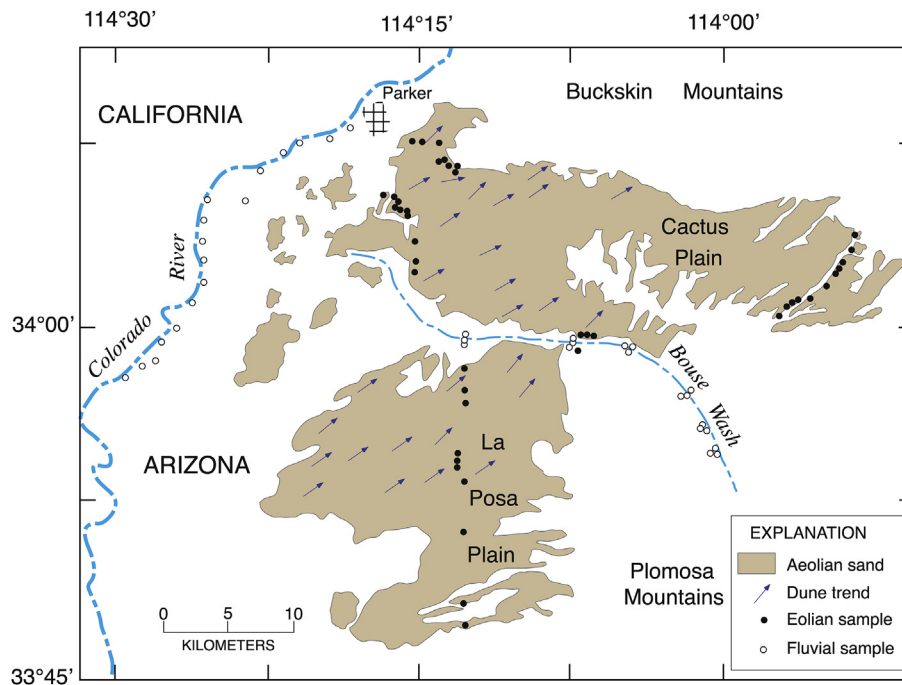 114°30’
114°15’
114°00’
Parker
Buckskin Mountains
CALIFORNIA
Cactus
Plain
River
34°00’
Colorado
Bouse
Wash
La
ARIZONA
Posa
EXPLANATION
Plain
Aeolian sand
Plomosa
Mountains
Dune trend
0 5 10
Eolian sample
KILOMETERS
Fluvial sample
33°45’